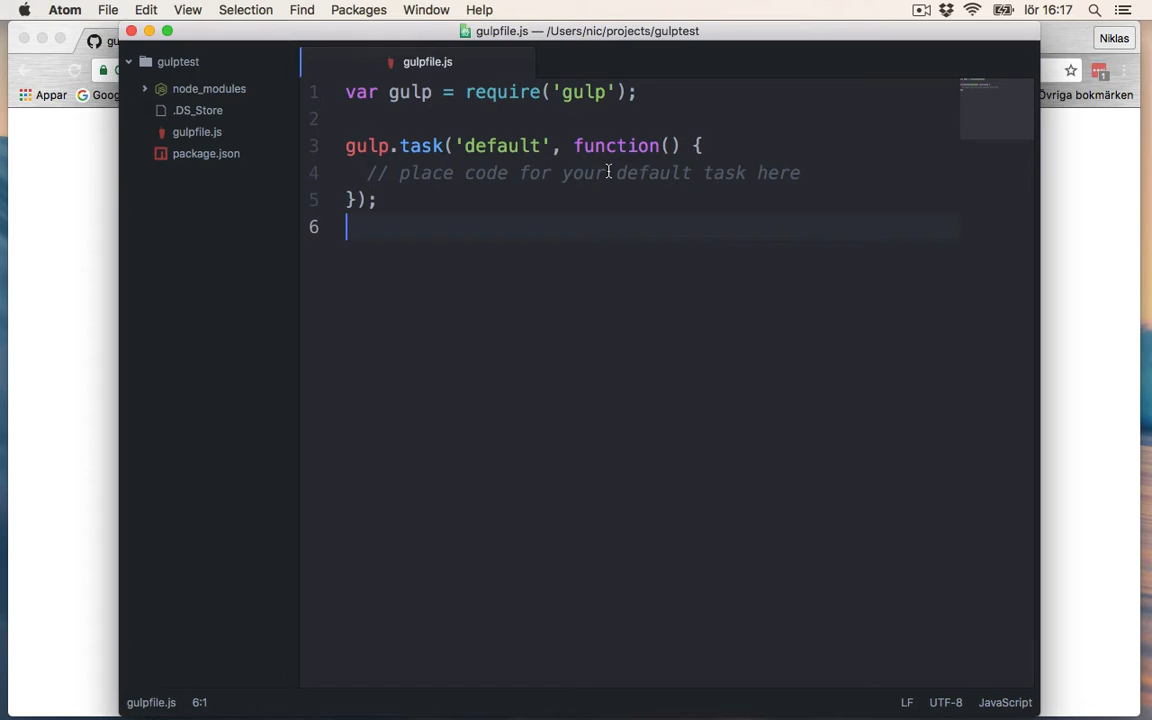 Atom File Edit View Selection Find Packages Window Help lör 16:17
gulpfile.js — /Users/nic/projects/gulptest
Niklas
gulptest
gulpfile.js
node_modules
.DS_Store
gulpfile.js
package.json
Appar
Övriga bokmärken
1
1 var gulp = require('gulp');
2
3 gulp.task('default', function() {
4 // place code for your default task here
5 });
6
gulpfile.js 6:1 LF UTF-8 JavaScript